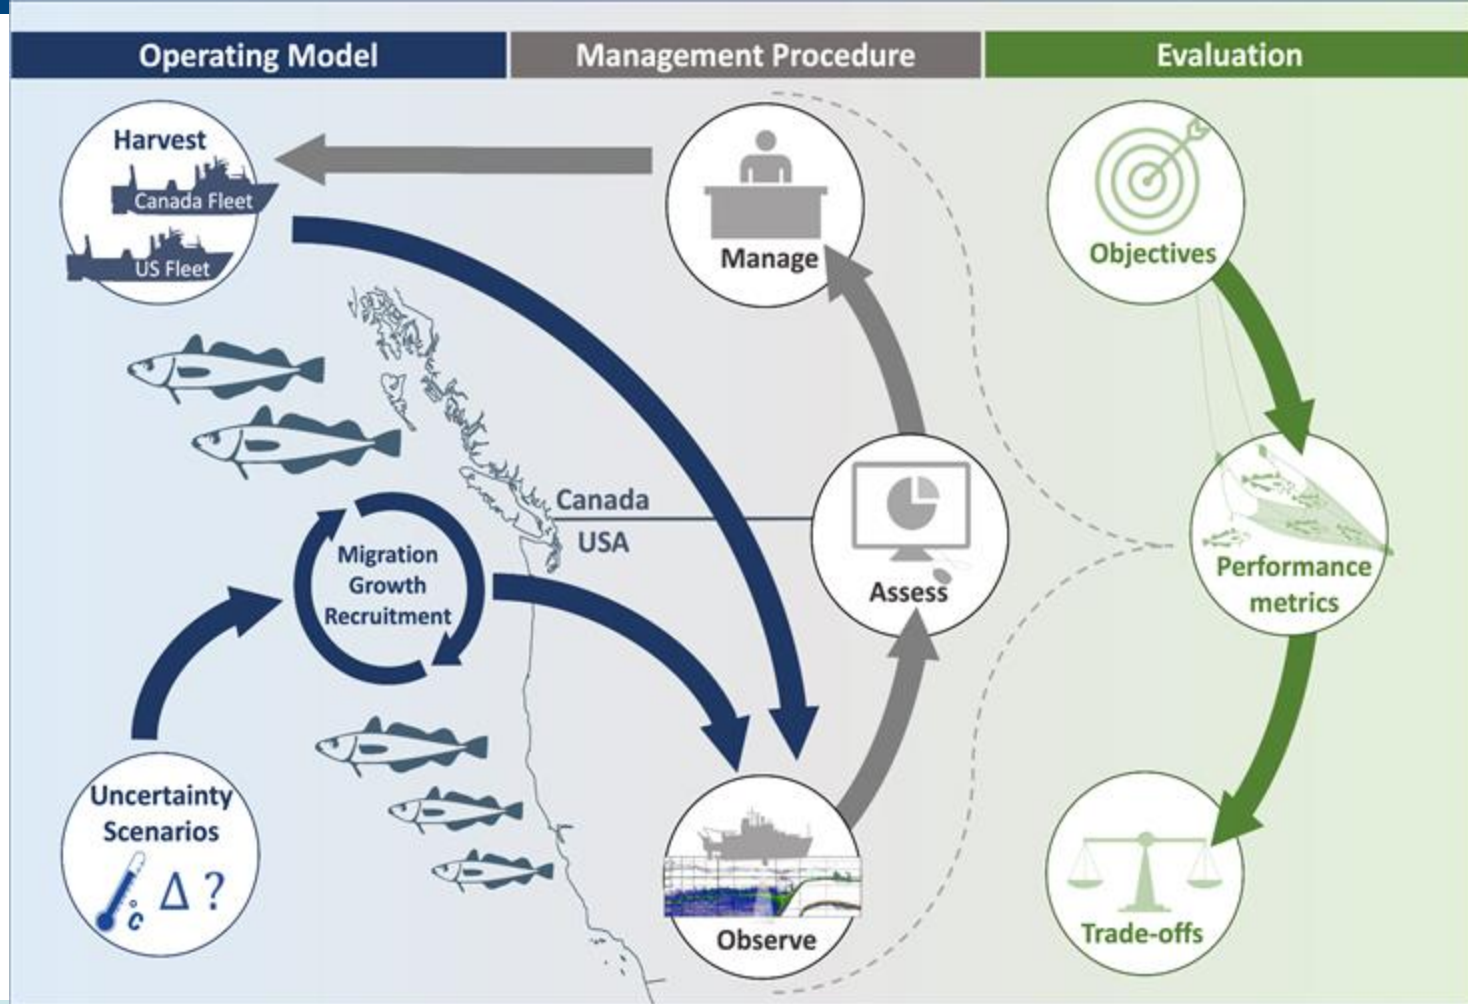 Operating Model
Management Procedure
Evaluation
Harvest
Canada Fleet
US Fleet
Manage
Objectives
Canada
USA
Migration
Growth
Recruitment
Assess
Performance
metrics
Uncertainty
Scenarios
°C Δ ?
Observe
Trade-offs